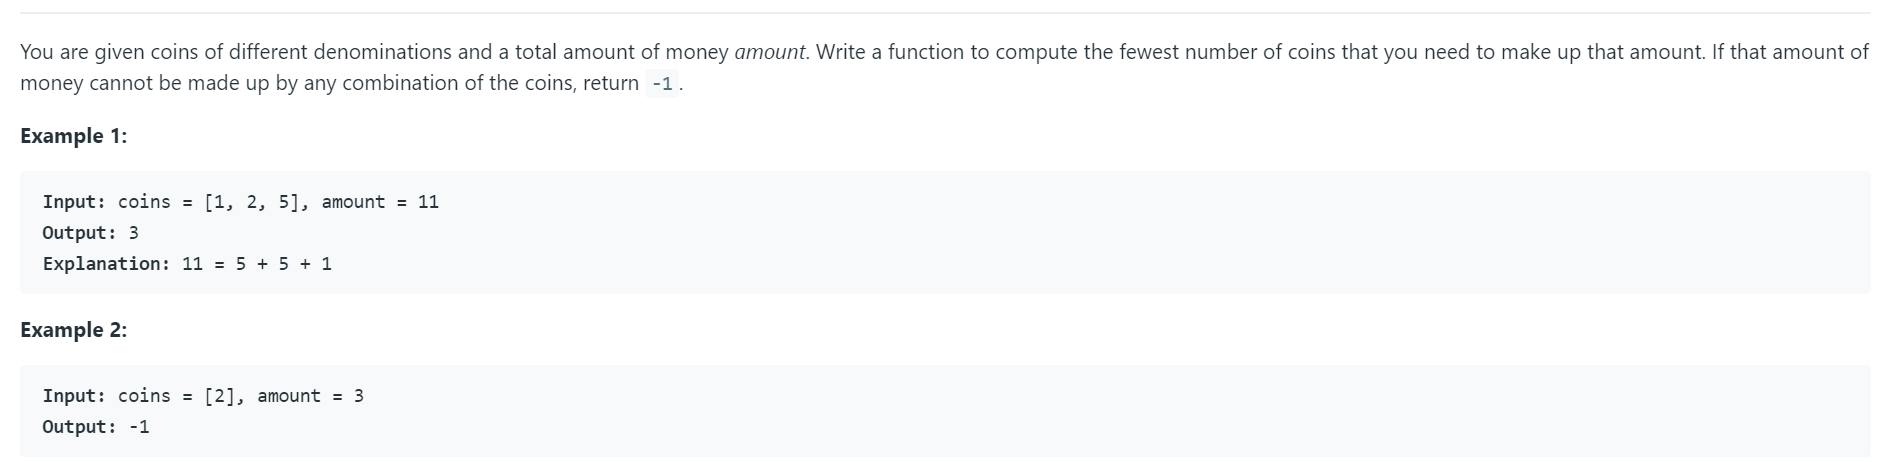 You are given coins of different denominations and a total amount of money amount. Write a function to compute the fewest number of coins that you need to make up that amount. If that amount of
money cannot be made up by any combination of the coins, return -1.
Example 1:
Input: coins = [1, 2, 5], amount = 11
Output: 3
Explanation: 11 = 5 + 5 + 1
Example 2:
Input: coins = [2], amount = 3
Output: -1